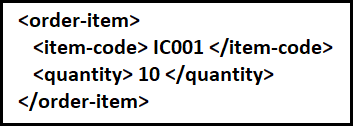 <order-item>
<item-code> IC001 </item-code>
<quantity> 10 </quantity>
</order-item>